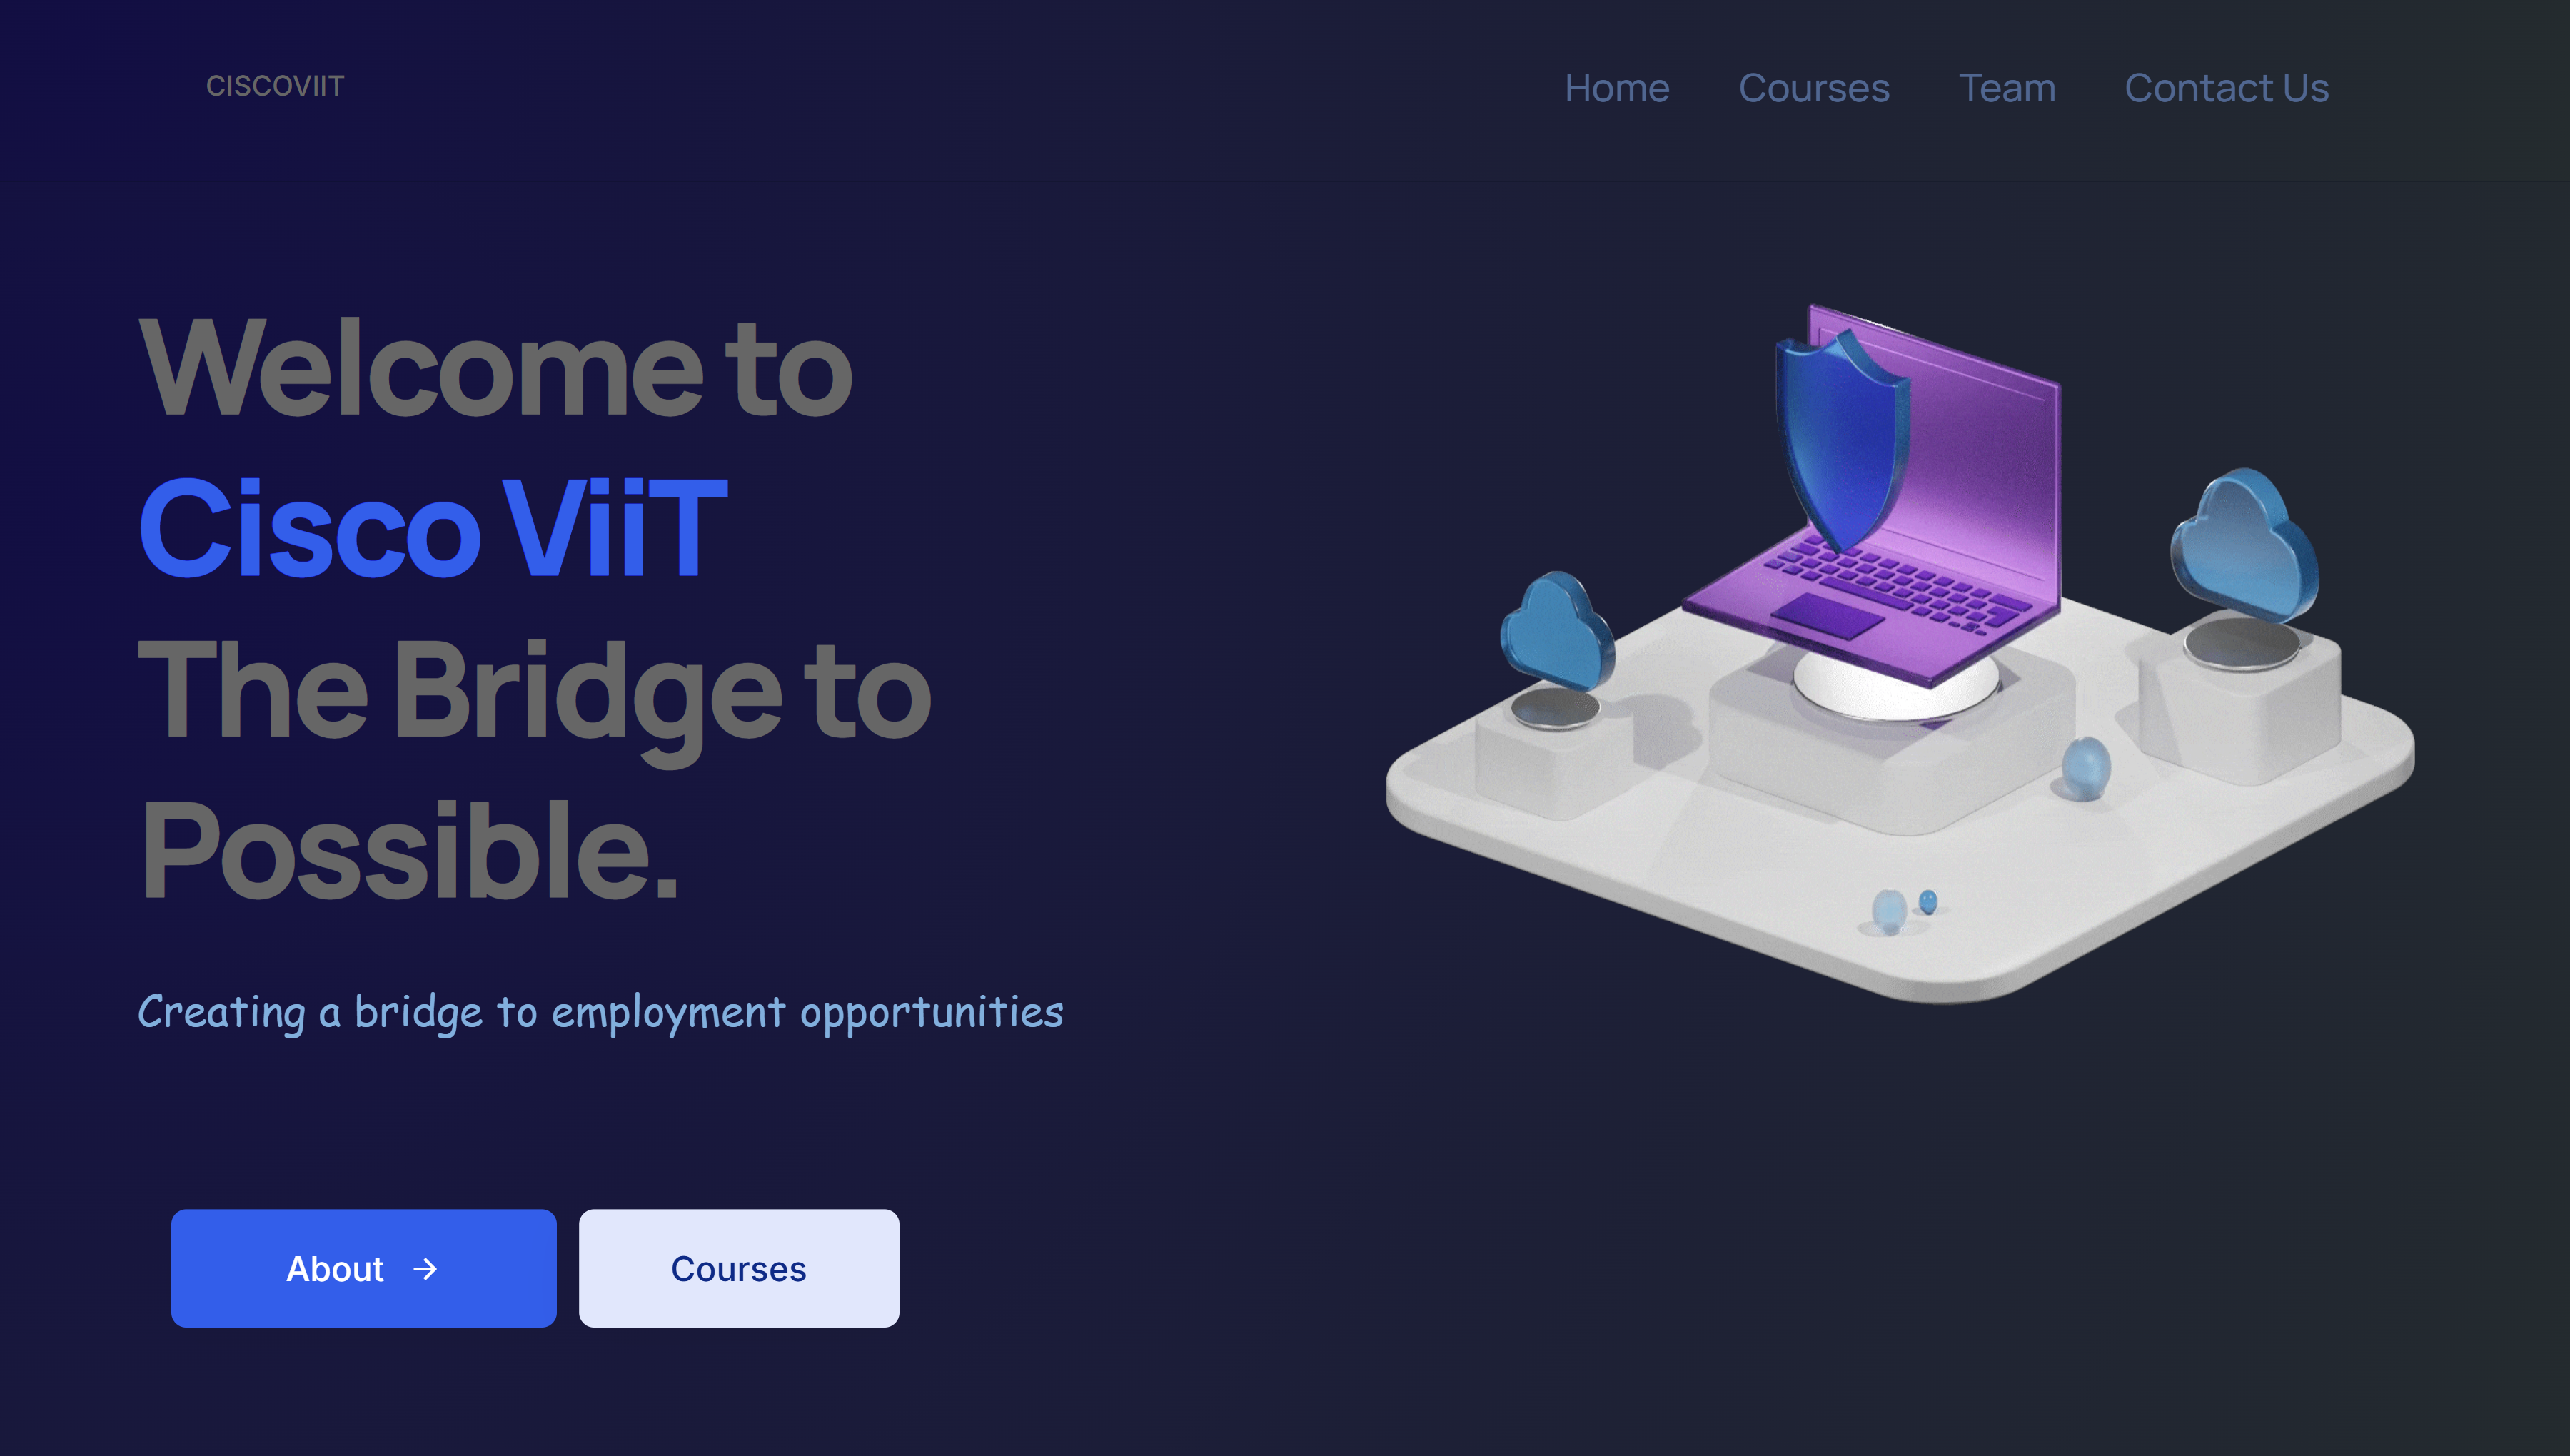 CISCOVIIT
Home Courses Team Contact Us
Welcome to
Cisco ViiT
The Bridge to
Possible.
Creating a bridge to employment opportunities
About →
Courses